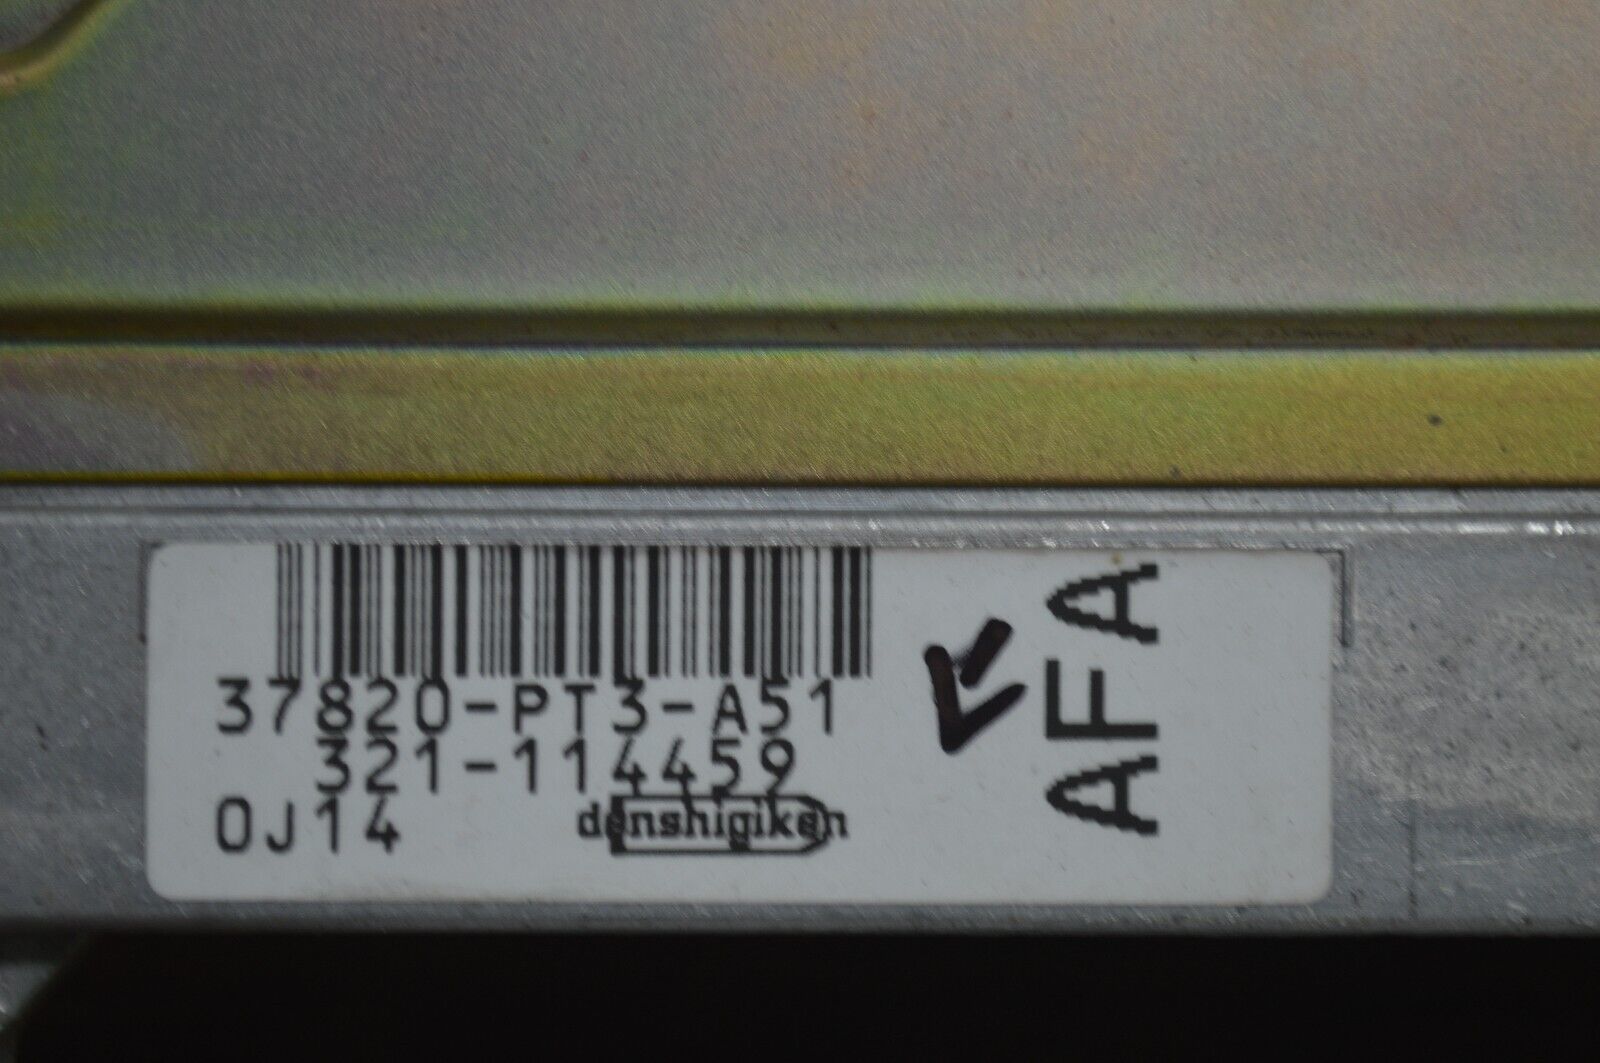 37820-PT3-A51
321-114459
0J14 denshigiken
AFA